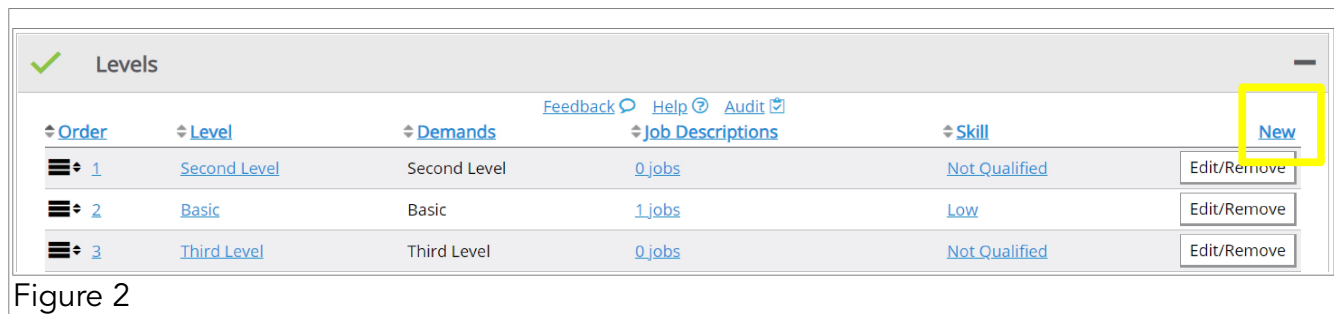 Levels
Feedback Help Audit
Order Level Demands Job Descriptions Skill New
1 Second Level Second Level 0 jobs Not Qualified Edit/Remove
2 Basic Basic 1 jobs Low Edit/Remove
3 Third Level Third Level 0 jobs Not Qualified Edit/Remove
Figure 2